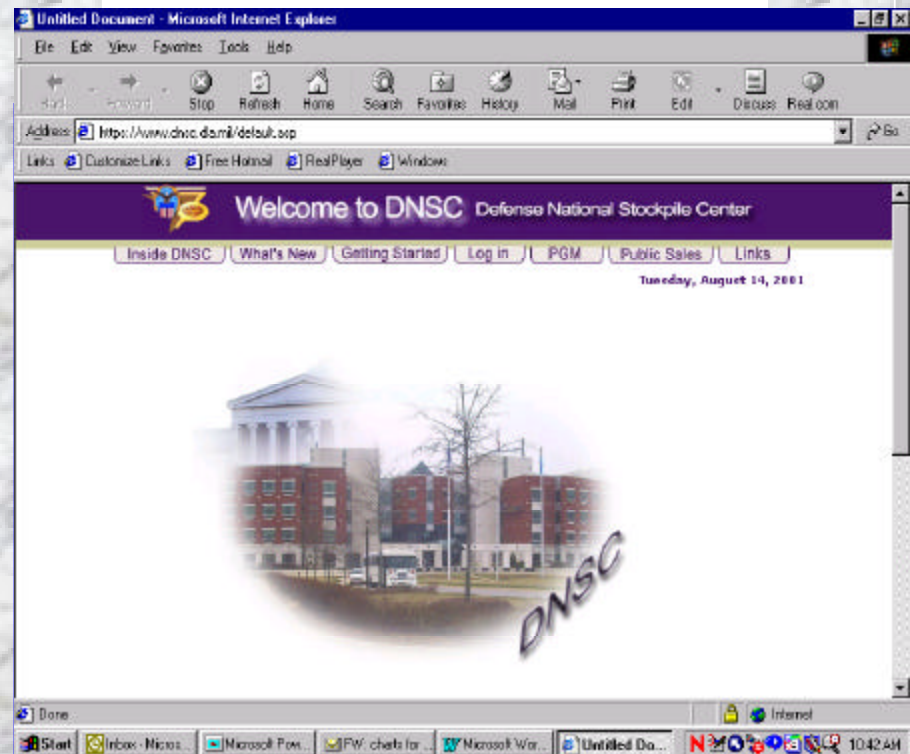 Untitled Document - Microsoft Internet Explorer
File Edit View Favorites Tools Help
Back Forward Stop Refresh Home Search Favorites History Mail Print Edit Discuss Real.com
Address https://www.dnsc.dla.mil/default.asp Go
Links Customize Links Free Hotmail RealPlayer Windows
Welcome to DNSC Defense National Stockpile Center
Inside DNSC What's New Getting Started Log in PGM Public Sales Links
Tuesday, August 14, 2001
DNSC
Done Internet
Start Inbox - Micros... Microsoft Pow... FW: charts for ... Microsoft Wor... Untitled Do... 10:42 AM